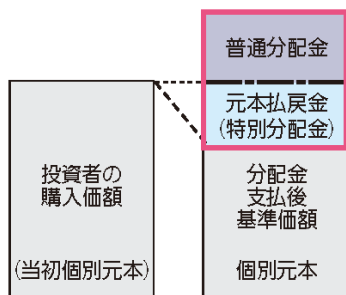 普通分配金
元本払戻金
(特別分配金)
投資者の
購入価額
(当初個別元本)
分配金
支払後
基準価額
個別元本